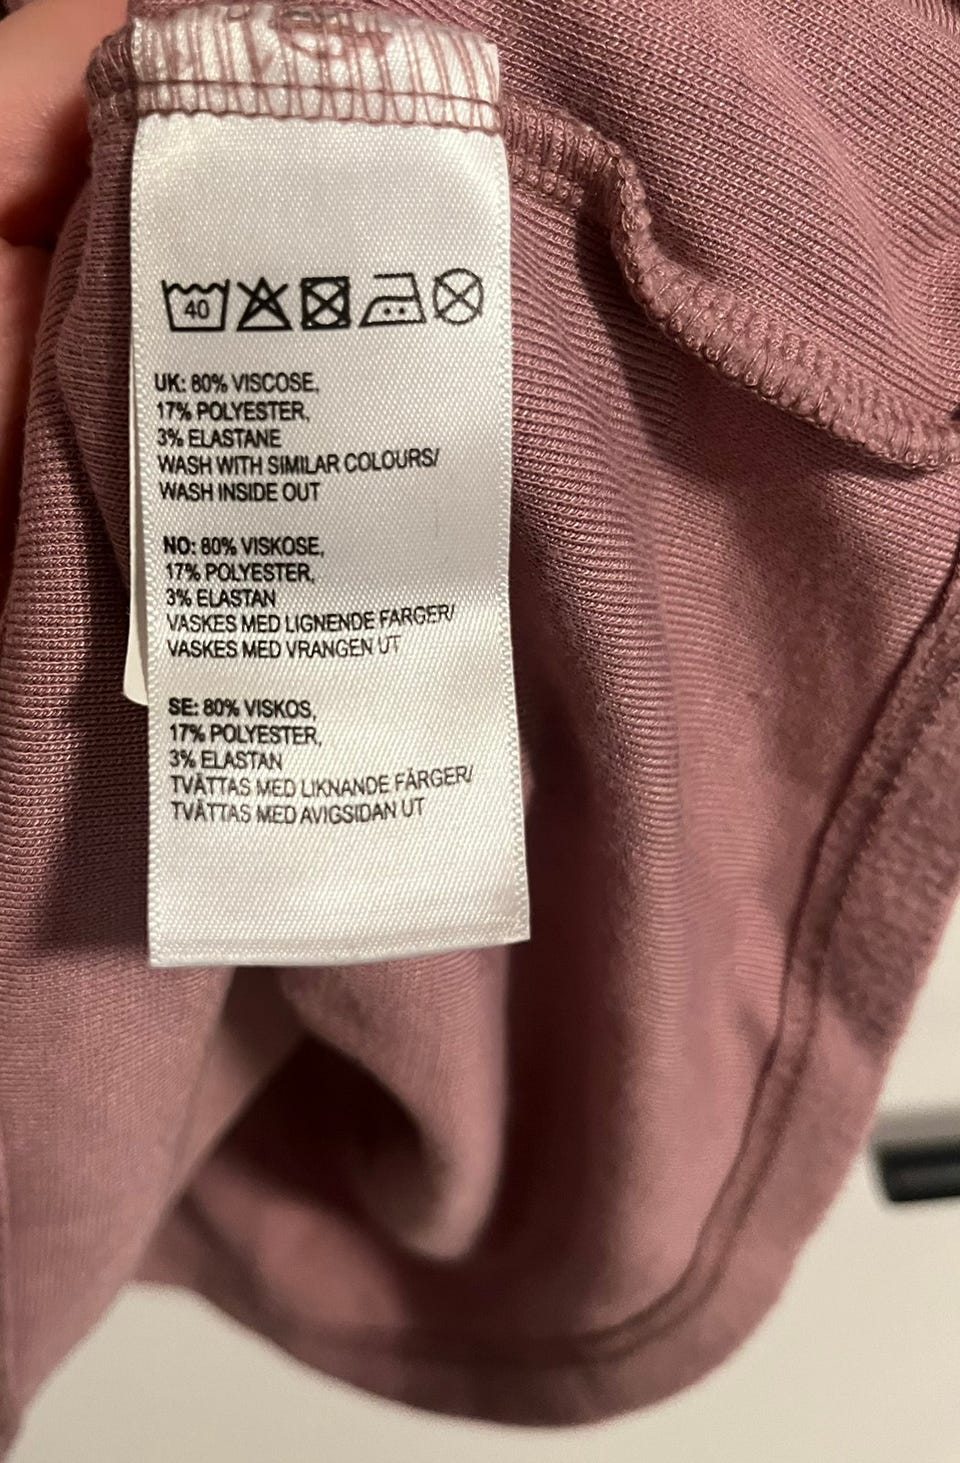 40
UK: 80% VISCOSE,
17% POLYESTER,
3% ELASTANE
WASH WITH SIMILAR COLOURS/
WASH INSIDE OUT
NO: 80% VISKOSE,
17% POLYESTER,
3% ELASTAN
VASKES MED LIGNENDE FARGER/
VASKES MED VRANGEN UT
SE: 80% VISKOS,
17% POLYESTER,
3% ELASTAN
TVÄTTAS MED LIKNANDE FÄRGER/
TVÄTTAS MED AVIGSIDAN UT